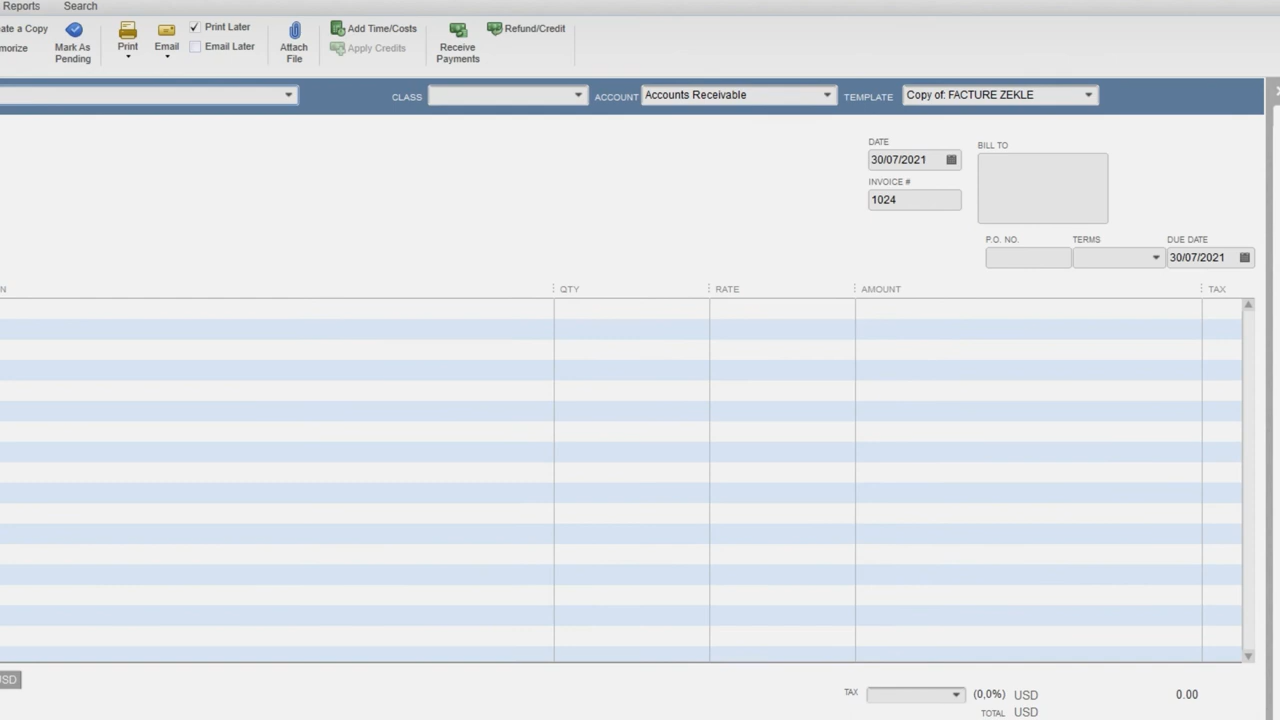 Reports Search
ate a Copy
morize
Mark As
Pending
Print
Email
Print Later
Email Later
Attach
File
Add Time/Costs
Apply Credits
Receive
Payments
Refund/Credit
CLASS ACCOUNT Accounts Receivable TEMPLATE Copy of: FACTURE ZEKLE
DATE
30/07/2021
INVOICE #
1024
BILL TO
P.O. NO. TERMS DUE DATE
30/07/2021
N QTY RATE AMOUNT TAX
USD
TAX (0,0%) USD 0.00
TOTAL USD